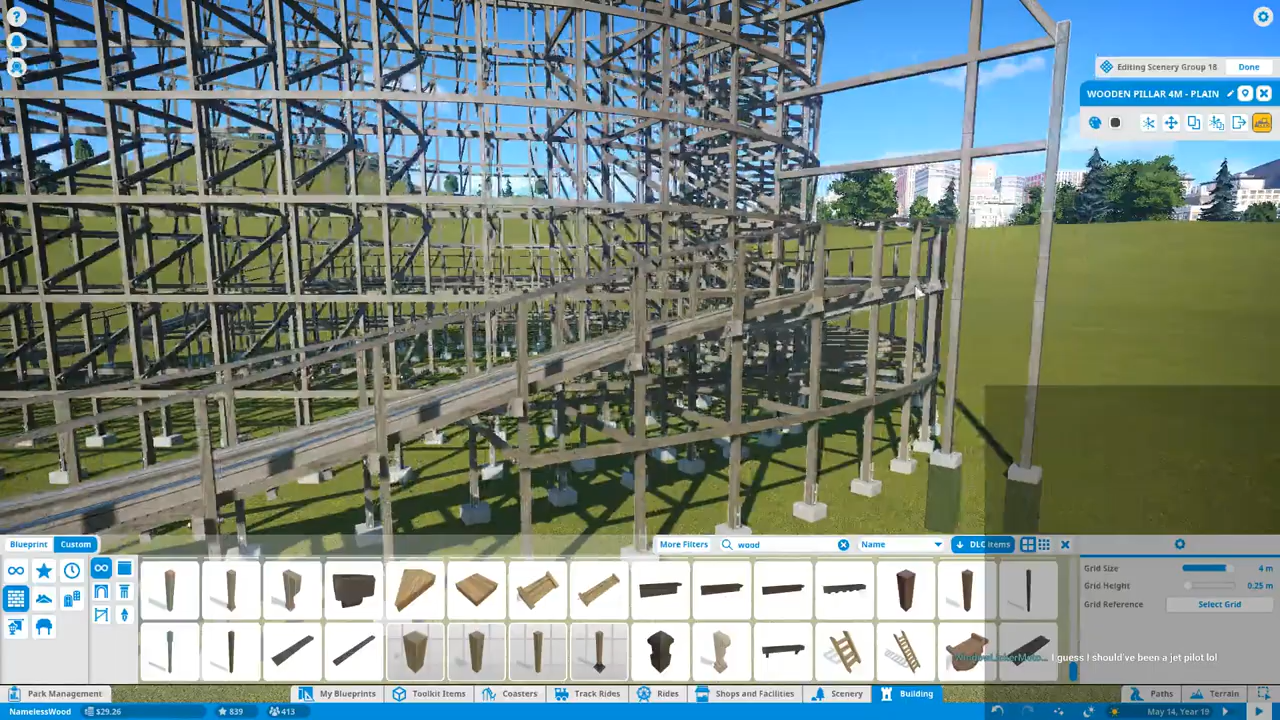 Editing Scenery Group 18 Done
WOODEN PILLAR 4M - PLAIN
Blueprint Custom More Filters wood Name DLC Items
Grid Size 4 m
Grid Height 0.25 m
Grid Reference Select Grid
I guess I should've been a jet pilot lol
Park Management My Blueprints Toolkit Items Coasters Track Rides Rides Shops and Facilities Scenery Building Paths Terrain
NamelessWood $29.26 839 413 May 14, Year 19